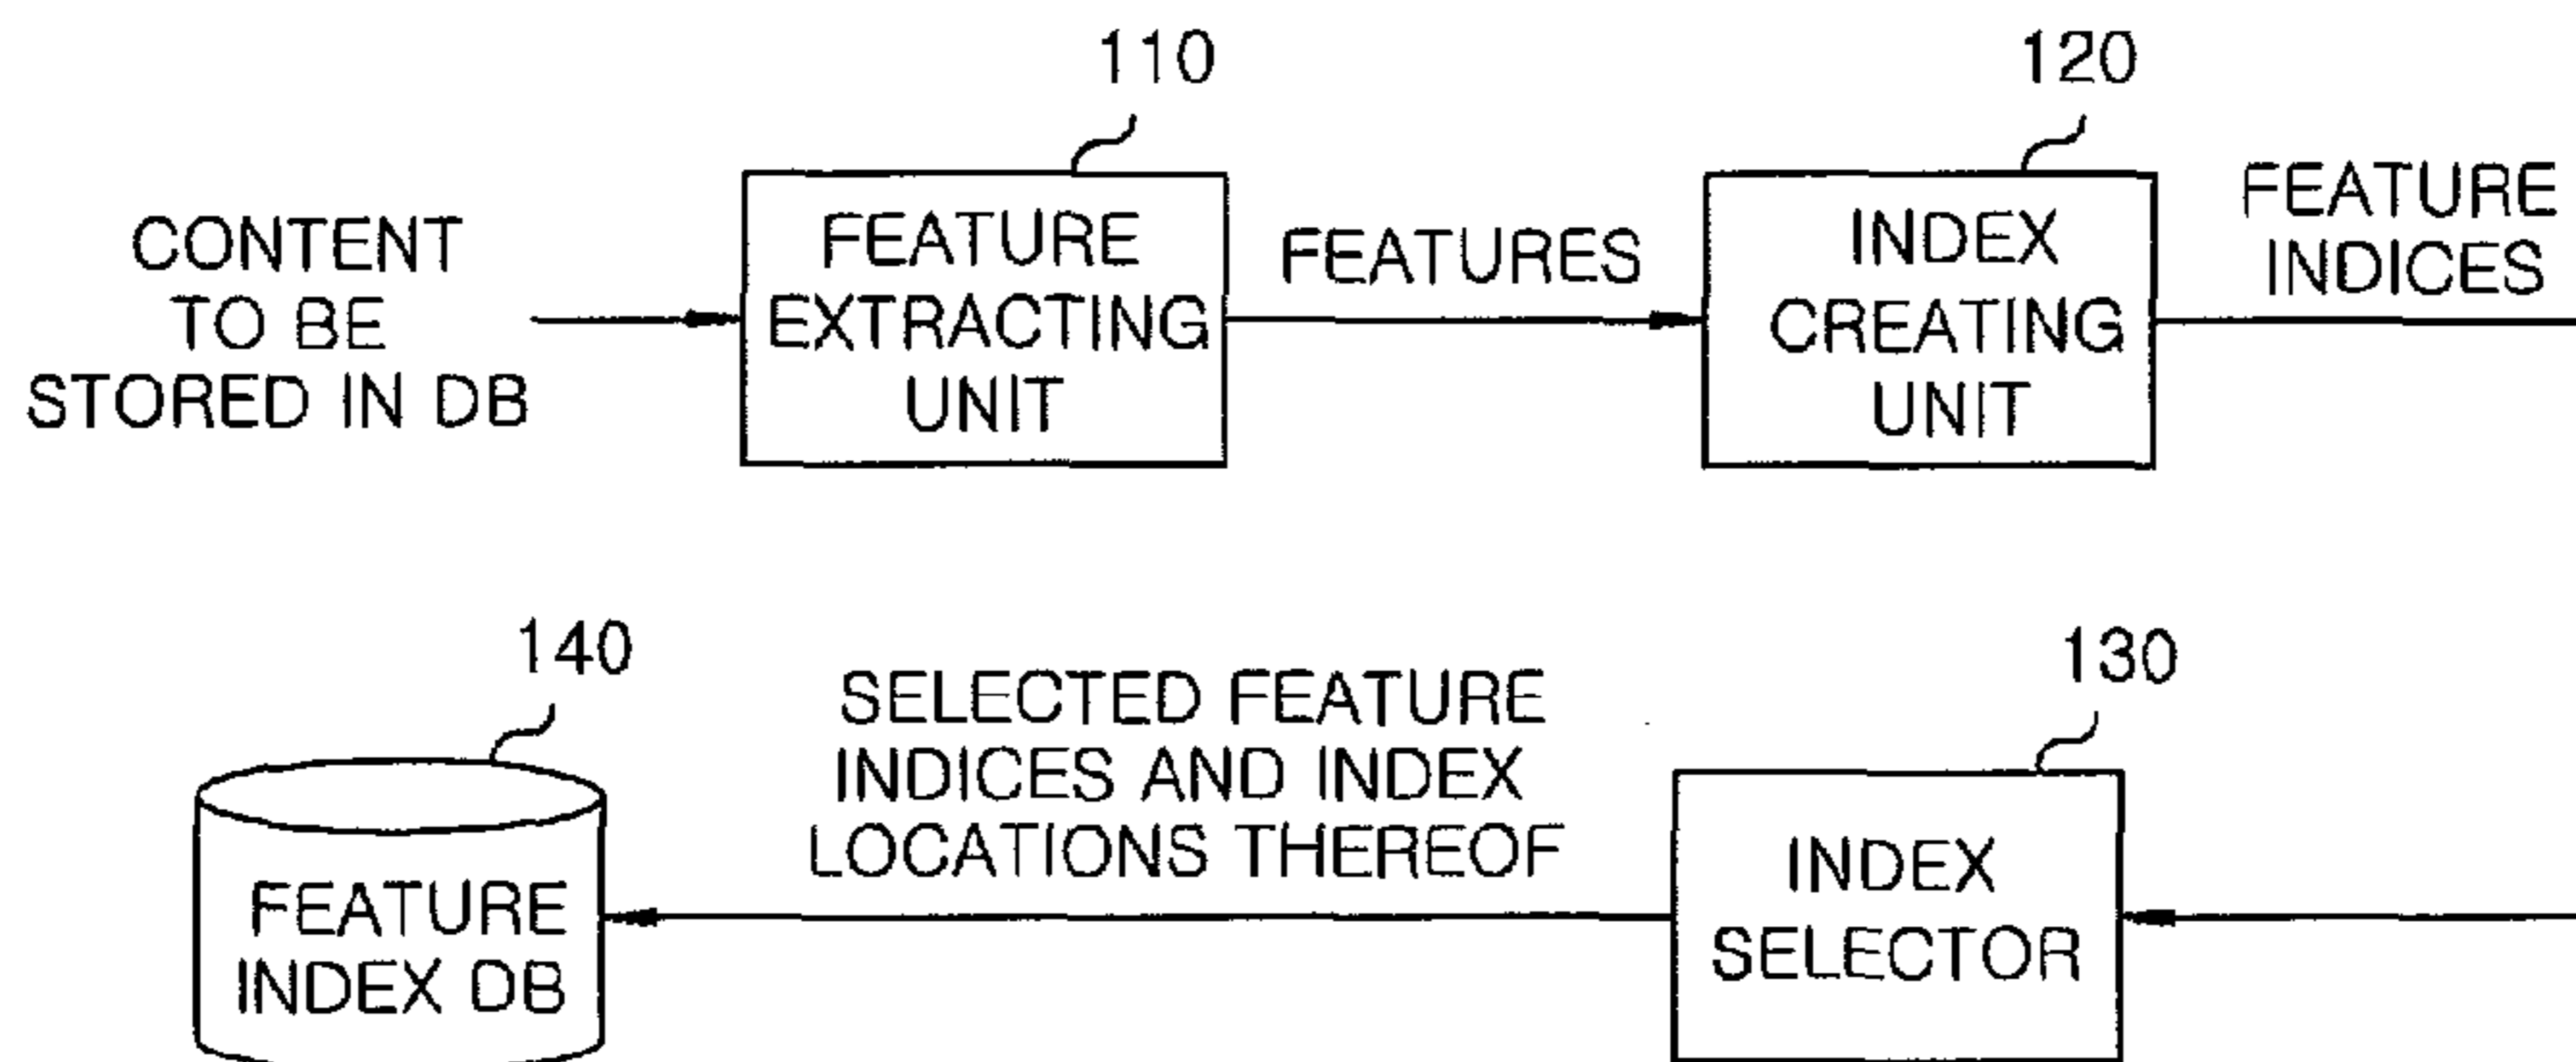 110
120
CONTENT
TO BE
STORED IN DB
FEATURE
EXTRACTING
UNIT
FEATURES
INDEX
CREATING
UNIT
FEATURE
INDICES
140
130
SELECTED FEATURE
INDICES AND INDEX
LOCATIONS THEREOF
FEATURE
INDEX DB
INDEX
SELECTOR